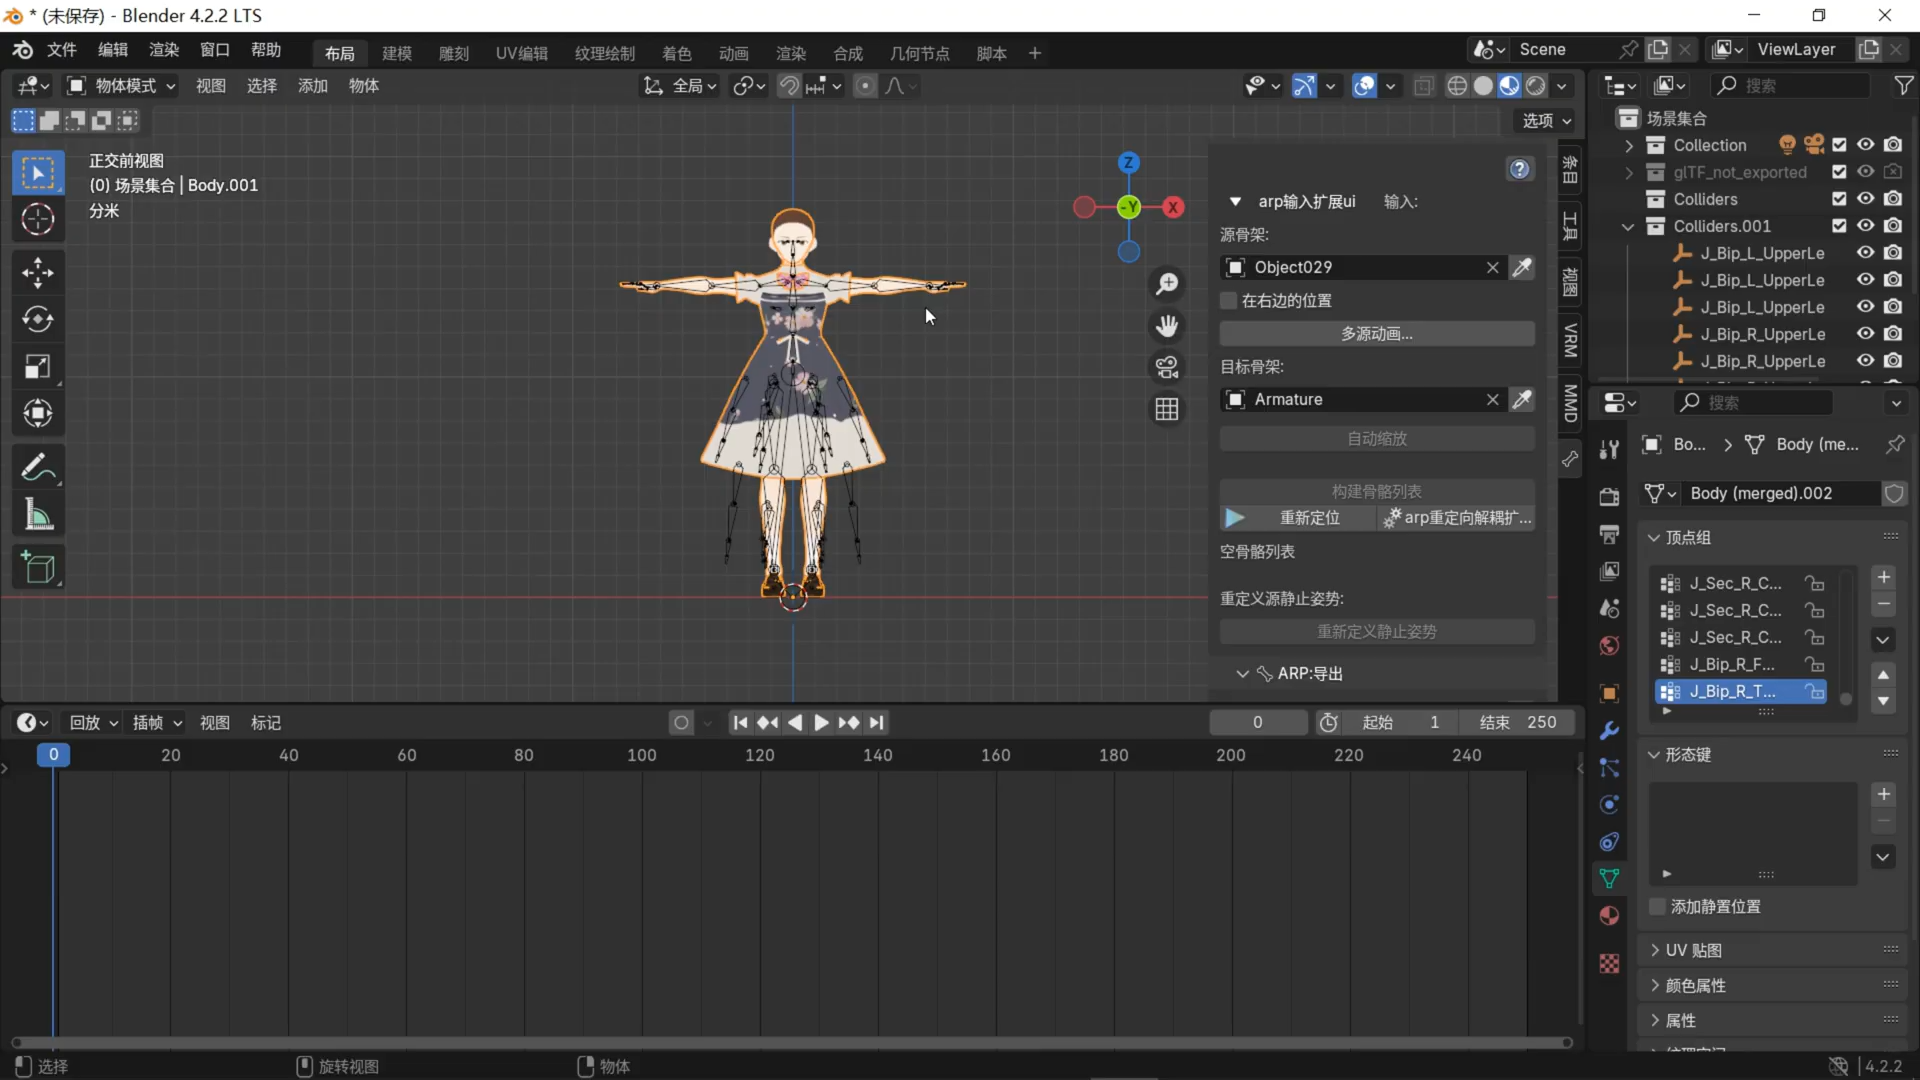 * (未保存) - Blender 4.2.2 LTS
文件 编辑 渲染 窗口 帮助 布局 建模 雕刻 UV编辑 纹理绘制 着色 动画 渲染 合成 几何节点 脚本 + Scene ViewLayer
物体模式 视图 选择 添加 物体 全局 搜索
选项
正交前视图
(0) 场景集合 | Body.001
分米
Z
-Y
X
条目
工具
视图
VRM
MMD
arp输入扩展ui 输入:
源骨架:
Object029
在右边的位置
多源动画...
目标骨架:
Armature
自动缩放
构建骨骼列表
重新定位 arp重定向解耦扩...
空骨骼列表
重定义源静止姿势:
重新定义静止姿势
ARP:导出
场景集合
Collection
glTF_not_exported
Colliders
Colliders.001
J_Bip_L_UpperLe
J_Bip_L_UpperLe
J_Bip_L_UpperLe
J_Bip_R_UpperLe
J_Bip_R_UpperLe
搜索
Bo... Body (me...
Body (merged).002
顶点组
J_Sec_R_C...
J_Sec_R_C...
J_Sec_R_C...
J_Bip_R_F...
J_Bip_R_T...
形态键
添加静置位置
UV 贴图
颜色属性
属性
回放 插帧 视图 标记 0 起始 1 结束 250
0 20 40 60 80 100 120 140 160 180 200 220 240
选择 旋转视图 物体 4.2.2